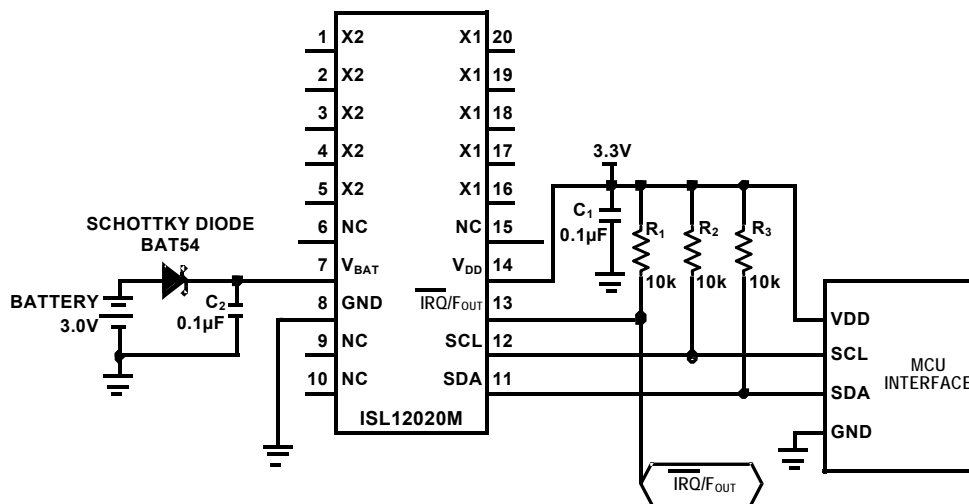 1 X2 X1 20
2 X2 X1 19
3 X2 X1 18
4 X2 X1 17
5 X2 X1 16
6 NC NC 15
7 VBAT VDD 14
8 GND IRQ/FOUT 13
9 NC SCL 12
10 NC SDA 11
ISL12020M
SCHOTTKY DIODE
BAT54
BATTERY
3.0V
C2
0.1µF
3.3V
C1
0.1µF
R1
10k
R2
10k
R3
10k
VDD
SCL
SDA
GND
MCU
INTERFACE
IRQ/FOUT